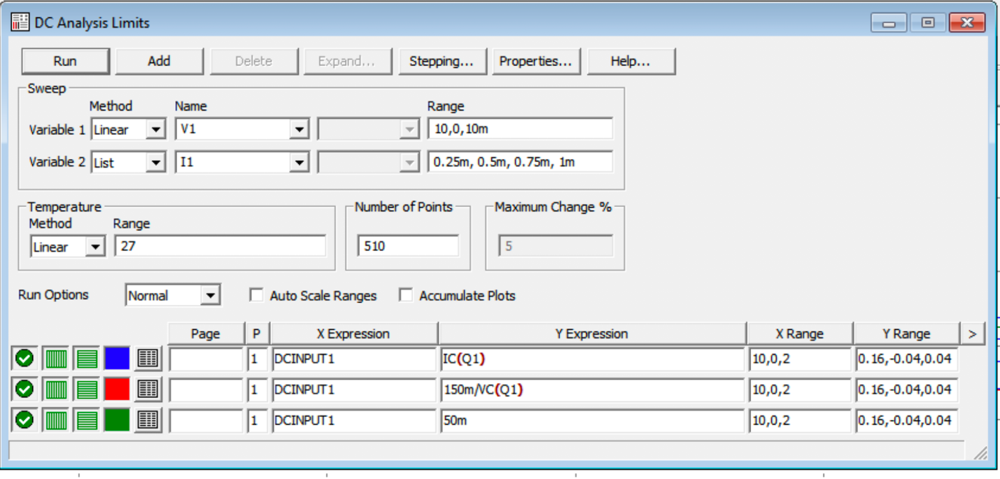 DC Analysis Limits
Run Add Delete Expand... Stepping... Properties... Help...
Sweep
Method Name Range
Variable 1 Linear V1 10,0,10m
Variable 2 List I1 0.25m, 0.5m, 0.75m, 1m
Temperature Number of Points Maximum Change %
Method Range
Linear 27 510 5
Run Options Normal Auto Scale Ranges Accumulate Plots
Page P X Expression Y Expression X Range Y Range >
1 DCINPUT1 IC(Q1) 10,0,2 0.16,-0.04,0.04
1 DCINPUT1 150m/VC(Q1) 10,0,2 0.16,-0.04,0.04
1 DCINPUT1 50m 10,0,2 0.16,-0.04,0.04